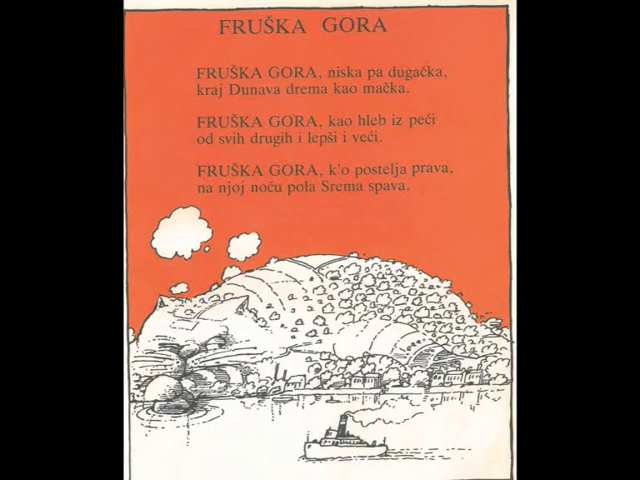 FRUŠKA GORA
FRUŠKA GORA, niska pa dugačka,
kraj Dunava drema kao mačka.
FRUŠKA GORA, kao hleb iz peći
od svih drugih i lepši i veći.
FRUŠKA GORA, k'o postelja prava,
na njoj noću pola Srema spava.